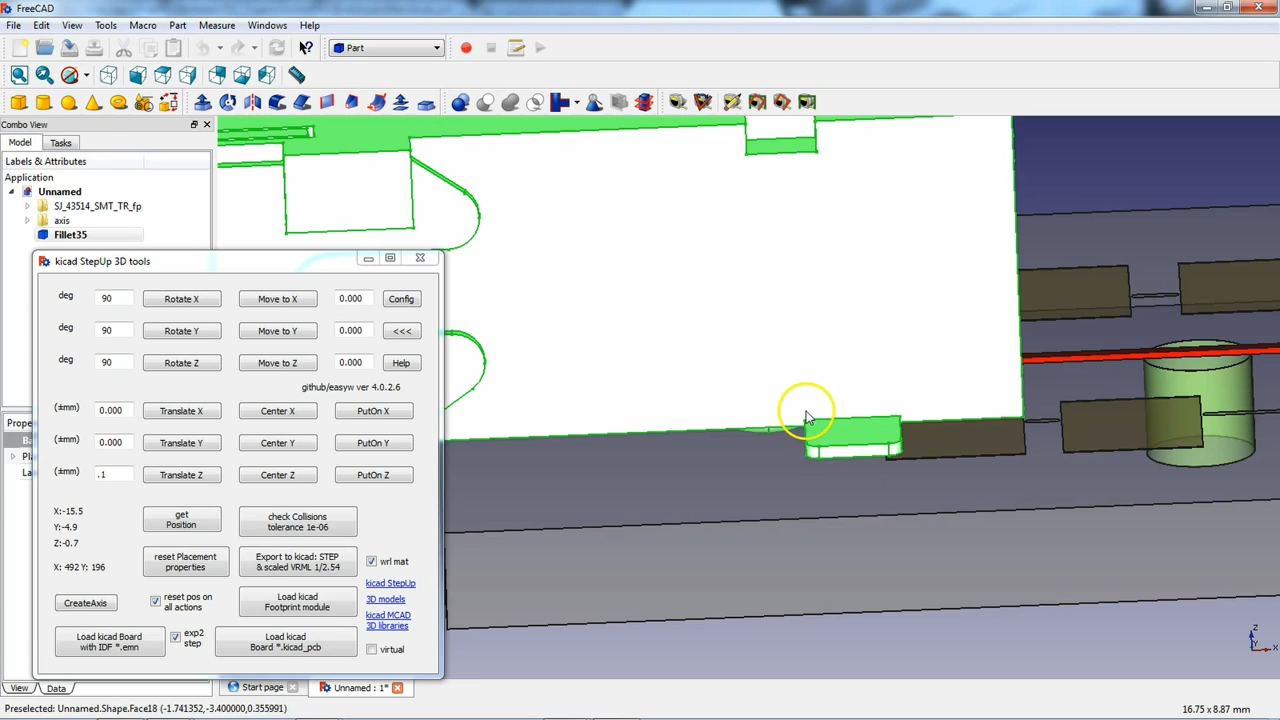 FreeCAD
File Edit View Tools Macro Part Measure Windows Help
Part
Combo View
Model Tasks
Labels & Attributes
Application
Unnamed
SJ_43514_SMT_TR_fp
axis
Fillet35
kicad StepUp 3D tools
deg 90 Rotate X Move to X 0.000 Config
deg 90 Rotate Y Move to Y 0.000 <<<
deg 90 Rotate Z Move to Z 0.000 Help
github/easyw ver 4.0.2.6
(±mm) 0.000 Translate X Center X PutOn X
(±mm) 0.000 Translate Y Center Y PutOn Y
(±mm) .1 Translate Z Center Z PutOn Z
Prope
Ba
Pla
La
X:-15.5
Y:-4.9
Z:-0.7
X: 492 Y: 196
get
Position
check Collisions
tolerance 1e-06
reset Placement
properties
Export to kicad: STEP
& scaled VRML 1/2.54
wrl mat
kicad StepUp
3D models
kicad MCAD
3D libraries
CreateAxis
reset pos on
all actions
Load kicad
Footprint module
Load kicad Board
with IDF *.emn
exp2
step
Load kicad
Board *.kicad_pcb
virtual
View Data
Start page Unnamed : 1*
Z
Y
X
Preselected: Unnamed.Shape.Face18 (-1.741352,-3.400000,0.355991) 16.75 x 8.87 mm